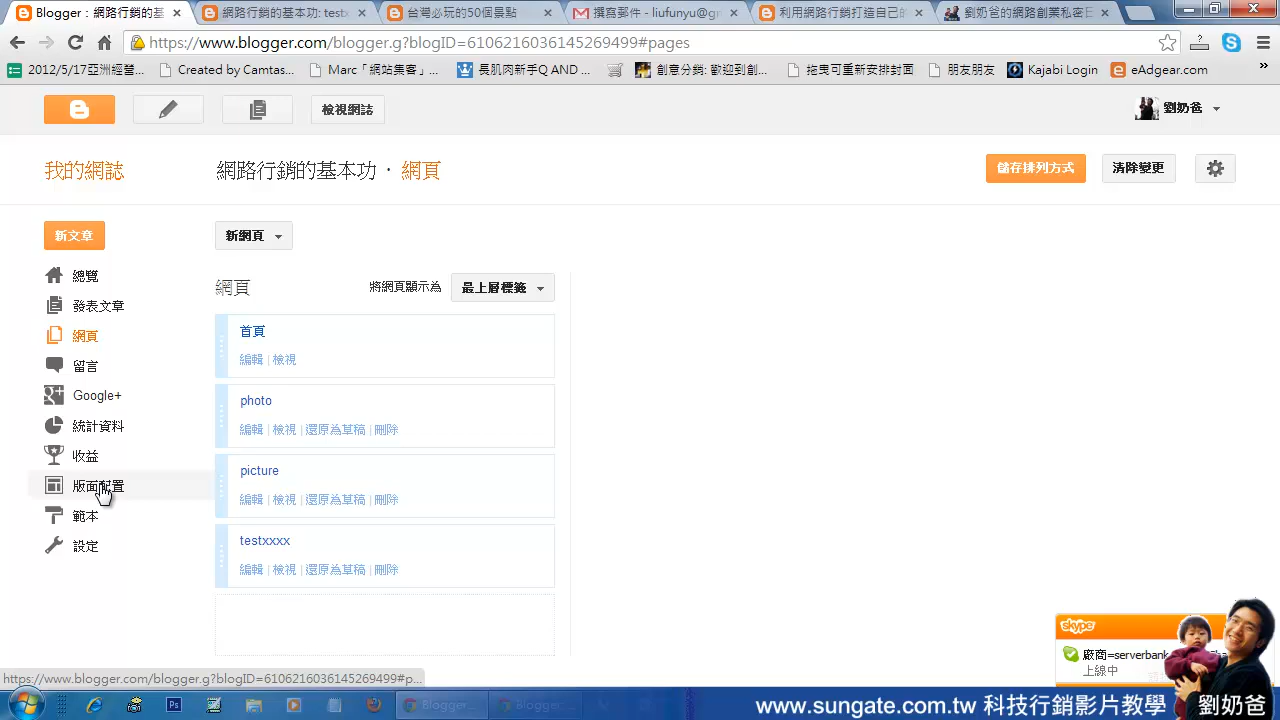 Blogger：網路行銷的基
網路行銷的基本功: test
台灣必玩的50個景點
撰寫郵件 - liufunyu@g
利用網路行銷打造自己的
劉奶爸的網路創業私密日
https://www.blogger.com/blogger.g?blogID=6106216036145269499#pages
2012/5/17亞洲經營...
Created by Camtas...
Marc「網站集客」...
長肌肉新手Q AND...
創意分銷: 歡迎到創...
拖曳可重新安排封面
朋友朋友
Kajabi Login
eAdgear.com
»
檢視網誌
劉奶爸
我的網誌
網路行銷的基本功 · 網頁
儲存排列方式
清除變更
新文章
新網頁
總覽
發表文章
網頁
留言
Google+
統計資料
收益
版面配置
範本
設定
網頁
將網頁顯示為
最上層標籤
首頁
編輯 | 檢視
photo
編輯 | 檢視 | 還原為草稿 | 刪除
picture
編輯 | 檢視 | 還原為草稿 | 刪除
testxxxx
編輯 | 檢視 | 還原為草稿 | 刪除
skype
廠商=serverbank
上線中
https://www.blogger.com/blogger.g?blogID=6106216036145269499#p...
Blogger...
Blogger:...
www.sungate.com.tw 科技行銷影片教學
劉奶爸